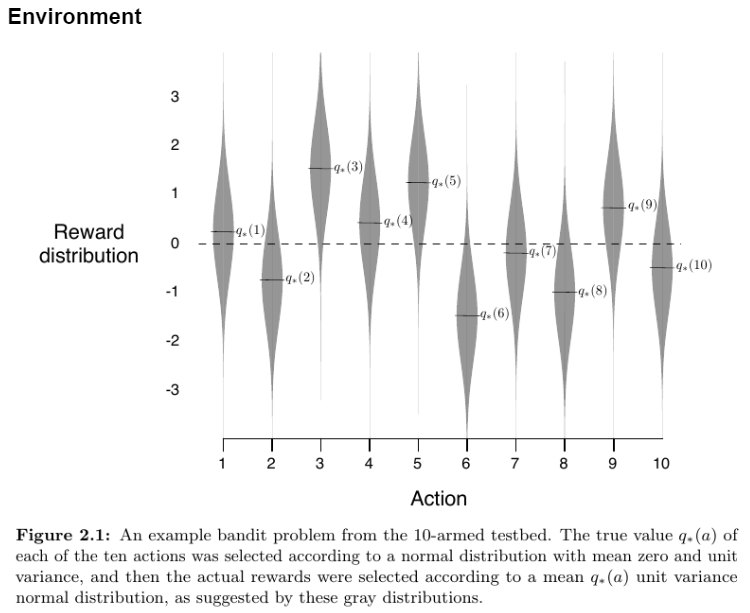 Environment
3
2
1
0
-1
-2
-3
Reward
distribution
q∗(1)
q∗(2)
q∗(3)
q∗(4)
q∗(5)
q∗(6)
q∗(7)
q∗(8)
q∗(9)
q∗(10)
1 2 3 4 5 6 7 8 9 10
Action
Figure 2.1: An example bandit problem from the 10-armed testbed. The true value q∗(a) of
each of the ten actions was selected according to a normal distribution with mean zero and unit
variance, and then the actual rewards were selected according to a mean q∗(a) unit variance
normal distribution, as suggested by these gray distributions.